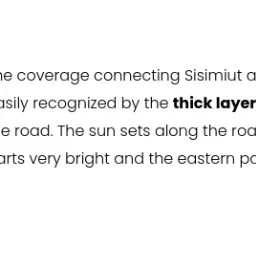 ne coverage connecting Sisimiut a
asily recognized by the thick layer
e road. The sun sets along the roa
arts very bright and the eastern po